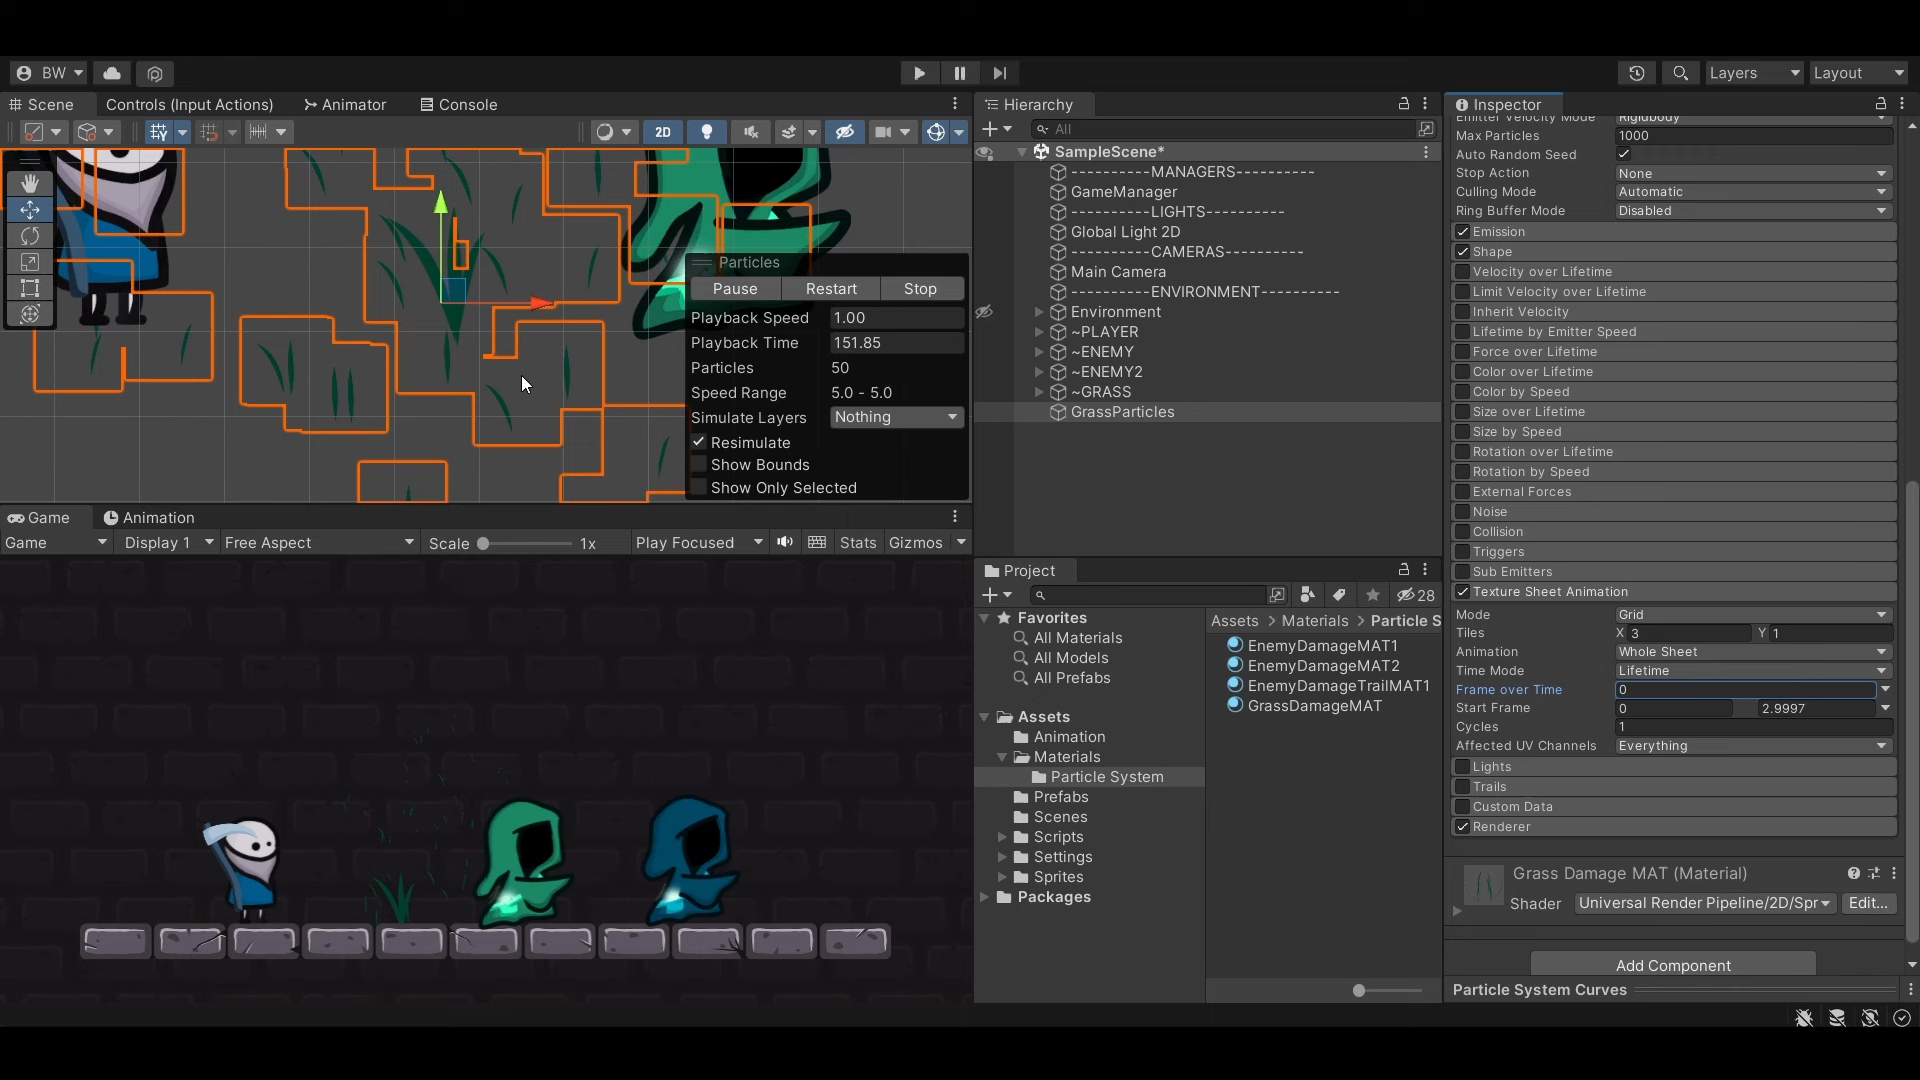 BW
Layers
Layout
Scene
Controls (Input Actions)
Animator
Console
2D
Particles
Pause
Restart
Stop
Playback Speed
1.00
Playback Time
151.85
Particles
50
Speed Range
5.0 - 5.0
Simulate Layers
Nothing
Resimulate
Show Bounds
Show Only Selected
Game
Animation
Game
Display 1
Free Aspect
Scale
1x
Play Focused
Stats
Gizmos
Hierarchy
All
SampleScene*
----------MANAGERS----------
GameManager
----------LIGHTS----------
Global Light 2D
----------CAMERAS----------
Main Camera
----------ENVIRONMENT----------
Environment
~PLAYER
~ENEMY
~ENEMY2
~GRASS
GrassParticles
Project
28
Favorites
All Materials
All Models
All Prefabs
Assets
Animation
Materials
Particle System
Prefabs
Scenes
Scripts
Settings
Sprites
Packages
Assets > Materials > Particle S
EnemyDamageMAT1
EnemyDamageMAT2
EnemyDamageTrailMAT1
GrassDamageMAT
Inspector
Emitter Velocity Mode
Rigidbody
Max Particles
1000
Auto Random Seed
Stop Action
None
Culling Mode
Automatic
Ring Buffer Mode
Disabled
Emission
Shape
Velocity over Lifetime
Limit Velocity over Lifetime
Inherit Velocity
Lifetime by Emitter Speed
Force over Lifetime
Color over Lifetime
Color by Speed
Size over Lifetime
Size by Speed
Rotation over Lifetime
Rotation by Speed
External Forces
Noise
Collision
Triggers
Sub Emitters
Texture Sheet Animation
Mode
Grid
Tiles
X 3
Y 1
Animation
Whole Sheet
Time Mode
Lifetime
Frame over Time
0
Start Frame
0
2.9997
Cycles
1
Affected UV Channels
Everything
Lights
Trails
Custom Data
Renderer
Grass Damage MAT (Material)
Shader
Universal Render Pipeline/2D/Spr
Edit...
Add Component
Particle System Curves